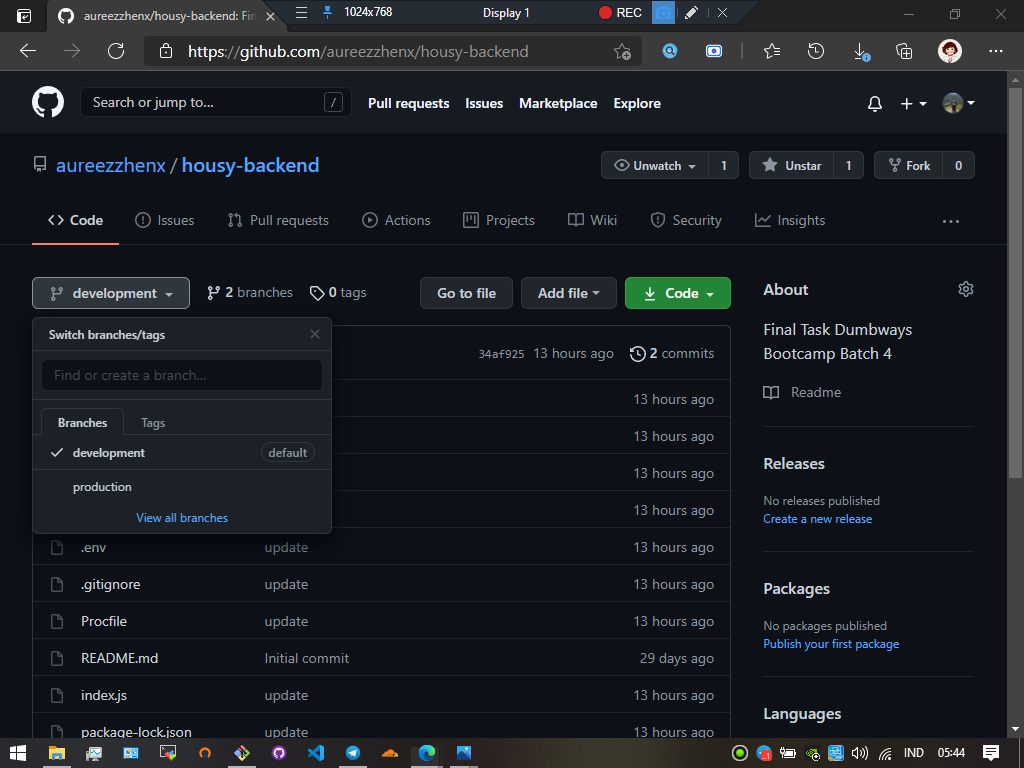 1024x768 Display 1 REC
aureezzhenx/housy-backend: Fin
https://github.com/aureezzhenx/housy-backend
Search or jump to... /
Pull requests Issues Marketplace Explore
aureezzhenx / housy-backend
Unwatch 1 Unstar 1 Fork 0
Code Issues Pull requests Actions Projects Wiki Security Insights
development 2 branches 0 tags Go to file Add file Code
Switch branches/tags
Find or create a branch...
Branches Tags
development default
production
View all branches
34af925 13 hours ago 2 commits
13 hours ago
13 hours ago
13 hours ago
13 hours ago
.env update 13 hours ago
.gitignore update 13 hours ago
Procfile update 13 hours ago
README.md Initial commit 29 days ago
index.js update 13 hours ago
package-lock.json update 13 hours ago
About
Final Task Dumbways
Bootcamp Batch 4
Readme
Releases
No releases published
Create a new release
Packages
No packages published
Publish your first package
Languages
IND 05:44